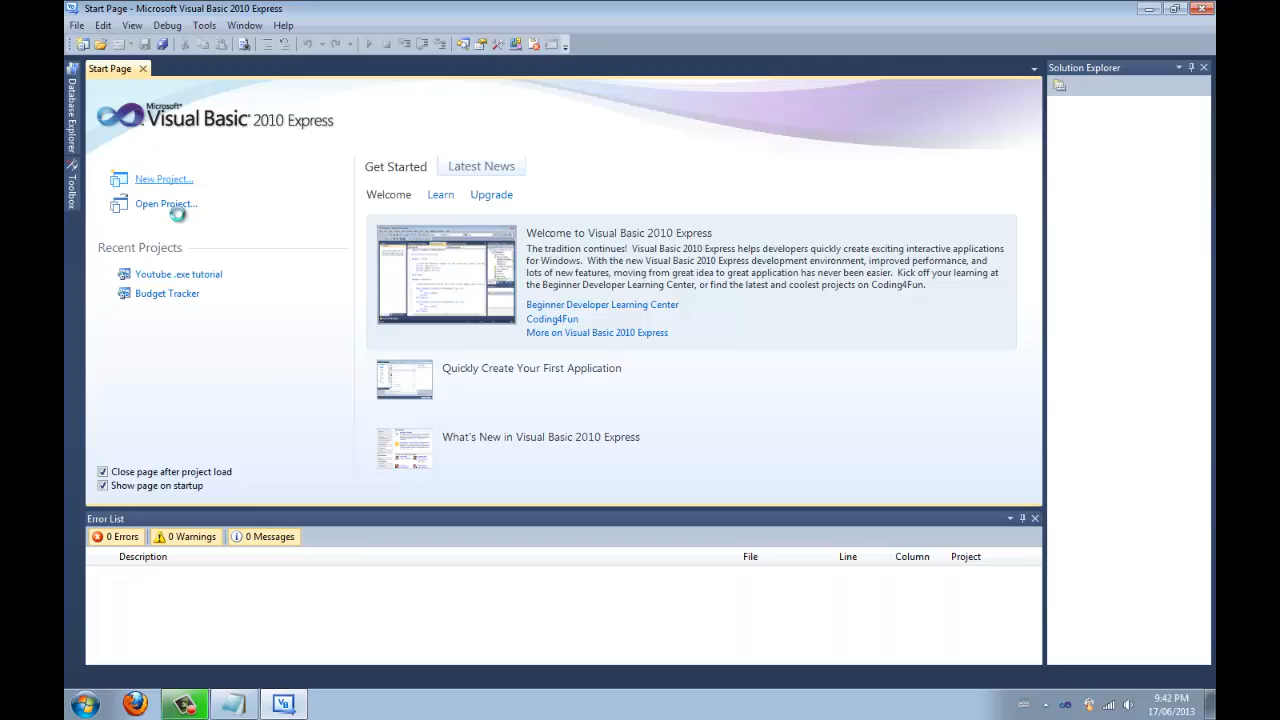 Start Page - Microsoft Visual Basic 2010 Express
File Edit View Debug Tools Window Help
Start Page
Solution Explorer
Database Explorer
Toolbox
Microsoft®
Visual Basic® 2010 Express
New Project...
Open Project...
Recent Projects
Youtube .exe tutorial
Budget Tracker
Close page after project load
Show page on startup
Get Started Latest News
Welcome Learn Upgrade
Welcome to Visual Basic 2010 Express
The tradition continues! Visual Basic 2010 Express helps developers quickly create exciting interactive applications
for Windows. With the new Visual Basic 2010 Express development environment, improved performance, and
lots of new features, moving from great idea to great application has never been easier. Kick off your learning at
the Beginner Developer Learning Center, or find the latest and coolest projects on Coding4Fun.
Beginner Developer Learning Center
Coding4Fun
More on Visual Basic 2010 Express
Quickly Create Your First Application
What's New in Visual Basic 2010 Express
Error List
0 Errors 0 Warnings 0 Messages
Description File Line Column Project
VB
9:42 PM
17/06/2013